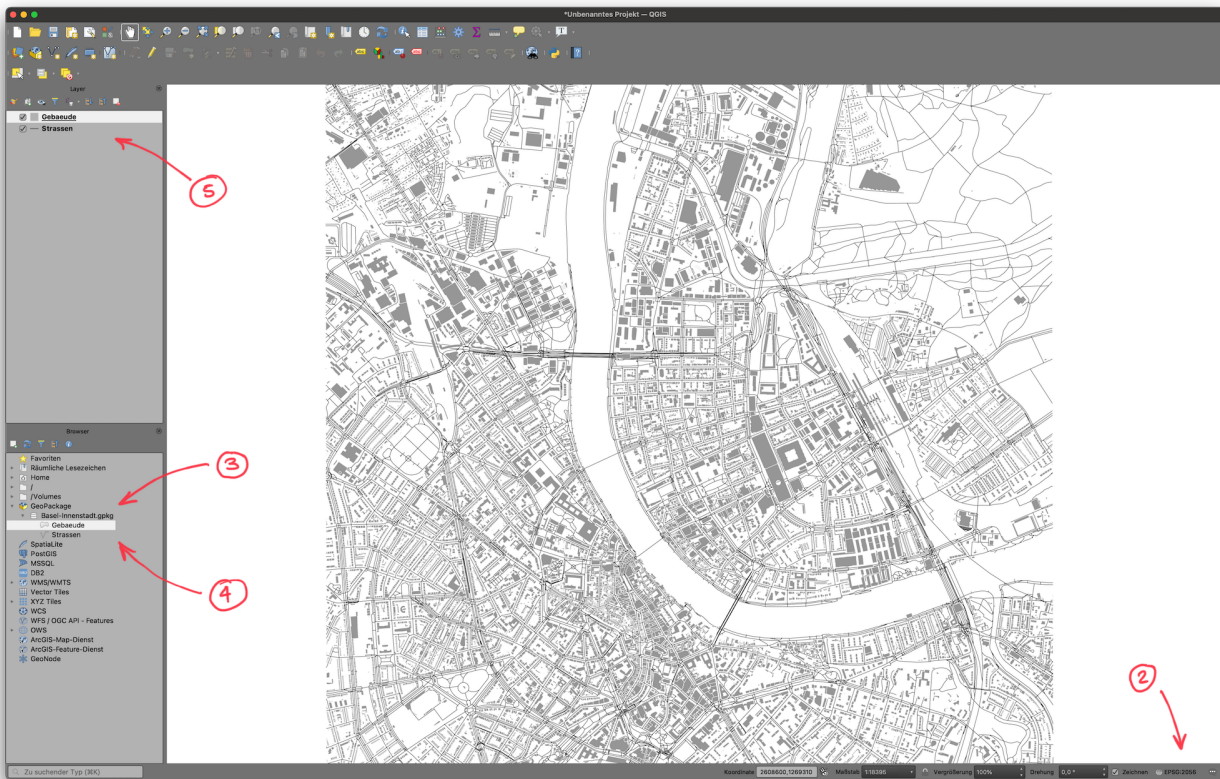 *Unbenanntes Projekt — QGIS
Layer
Gebaeude
Strassen
5
Browser
Favoriten
Räumliche Lesezeichen
Home
/
/Volumes
GeoPackage
Basel-Innenstadt.gpkg
Gebaeude
Strassen
SpatiaLite
PostGIS
MSSQL
DB2
WMS/WMTS
Vector Tiles
XYZ Tiles
WCS
WFS / OGC API - Features
OWS
ArcGIS-Map-Dienst
ArcGIS-Feature-Dienst
GeoNode
3
4
2
Zu suchender Typ (⌘K)
Koordinate 2608600,1269310 Maßstab 1:18395 Vergrößerung 100% Drehung 0,0 ° Zeichnen EPSG:2056